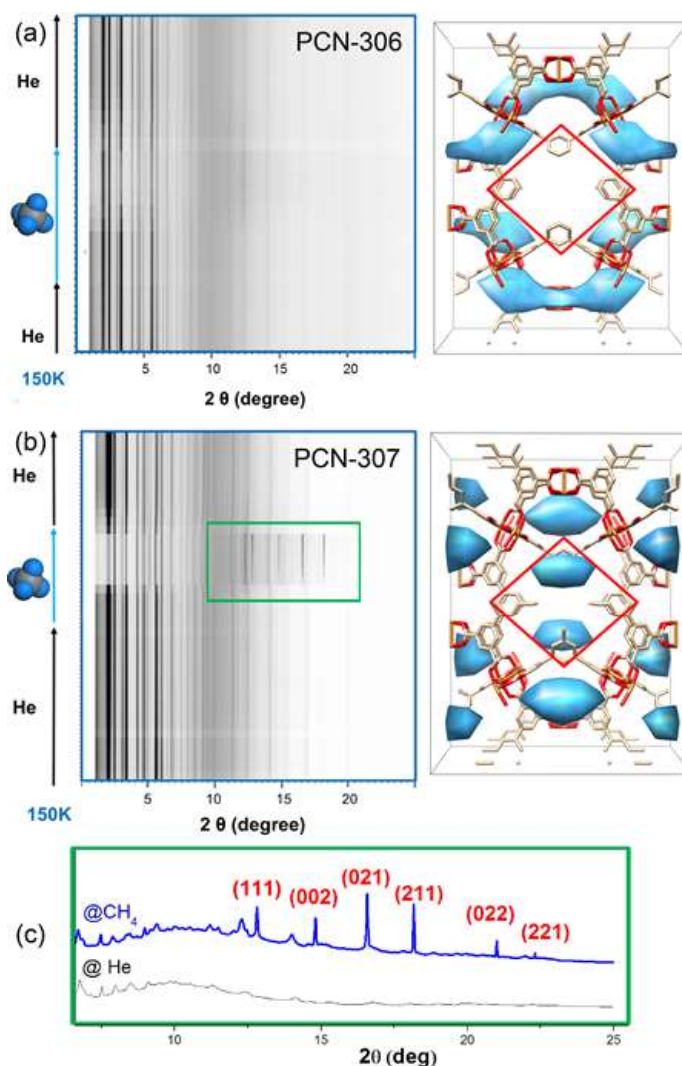 (a)
PCN-306
He
He
150K
5 10 15 20
2 θ (degree)
(b)
PCN-307
He
He
150K
5 10 15 20
2 θ (degree)
(c)
@CH4
@ He
(111)
(002)
(021)
(211)
(022)
(221)
10 15 20 25
2θ (deg)